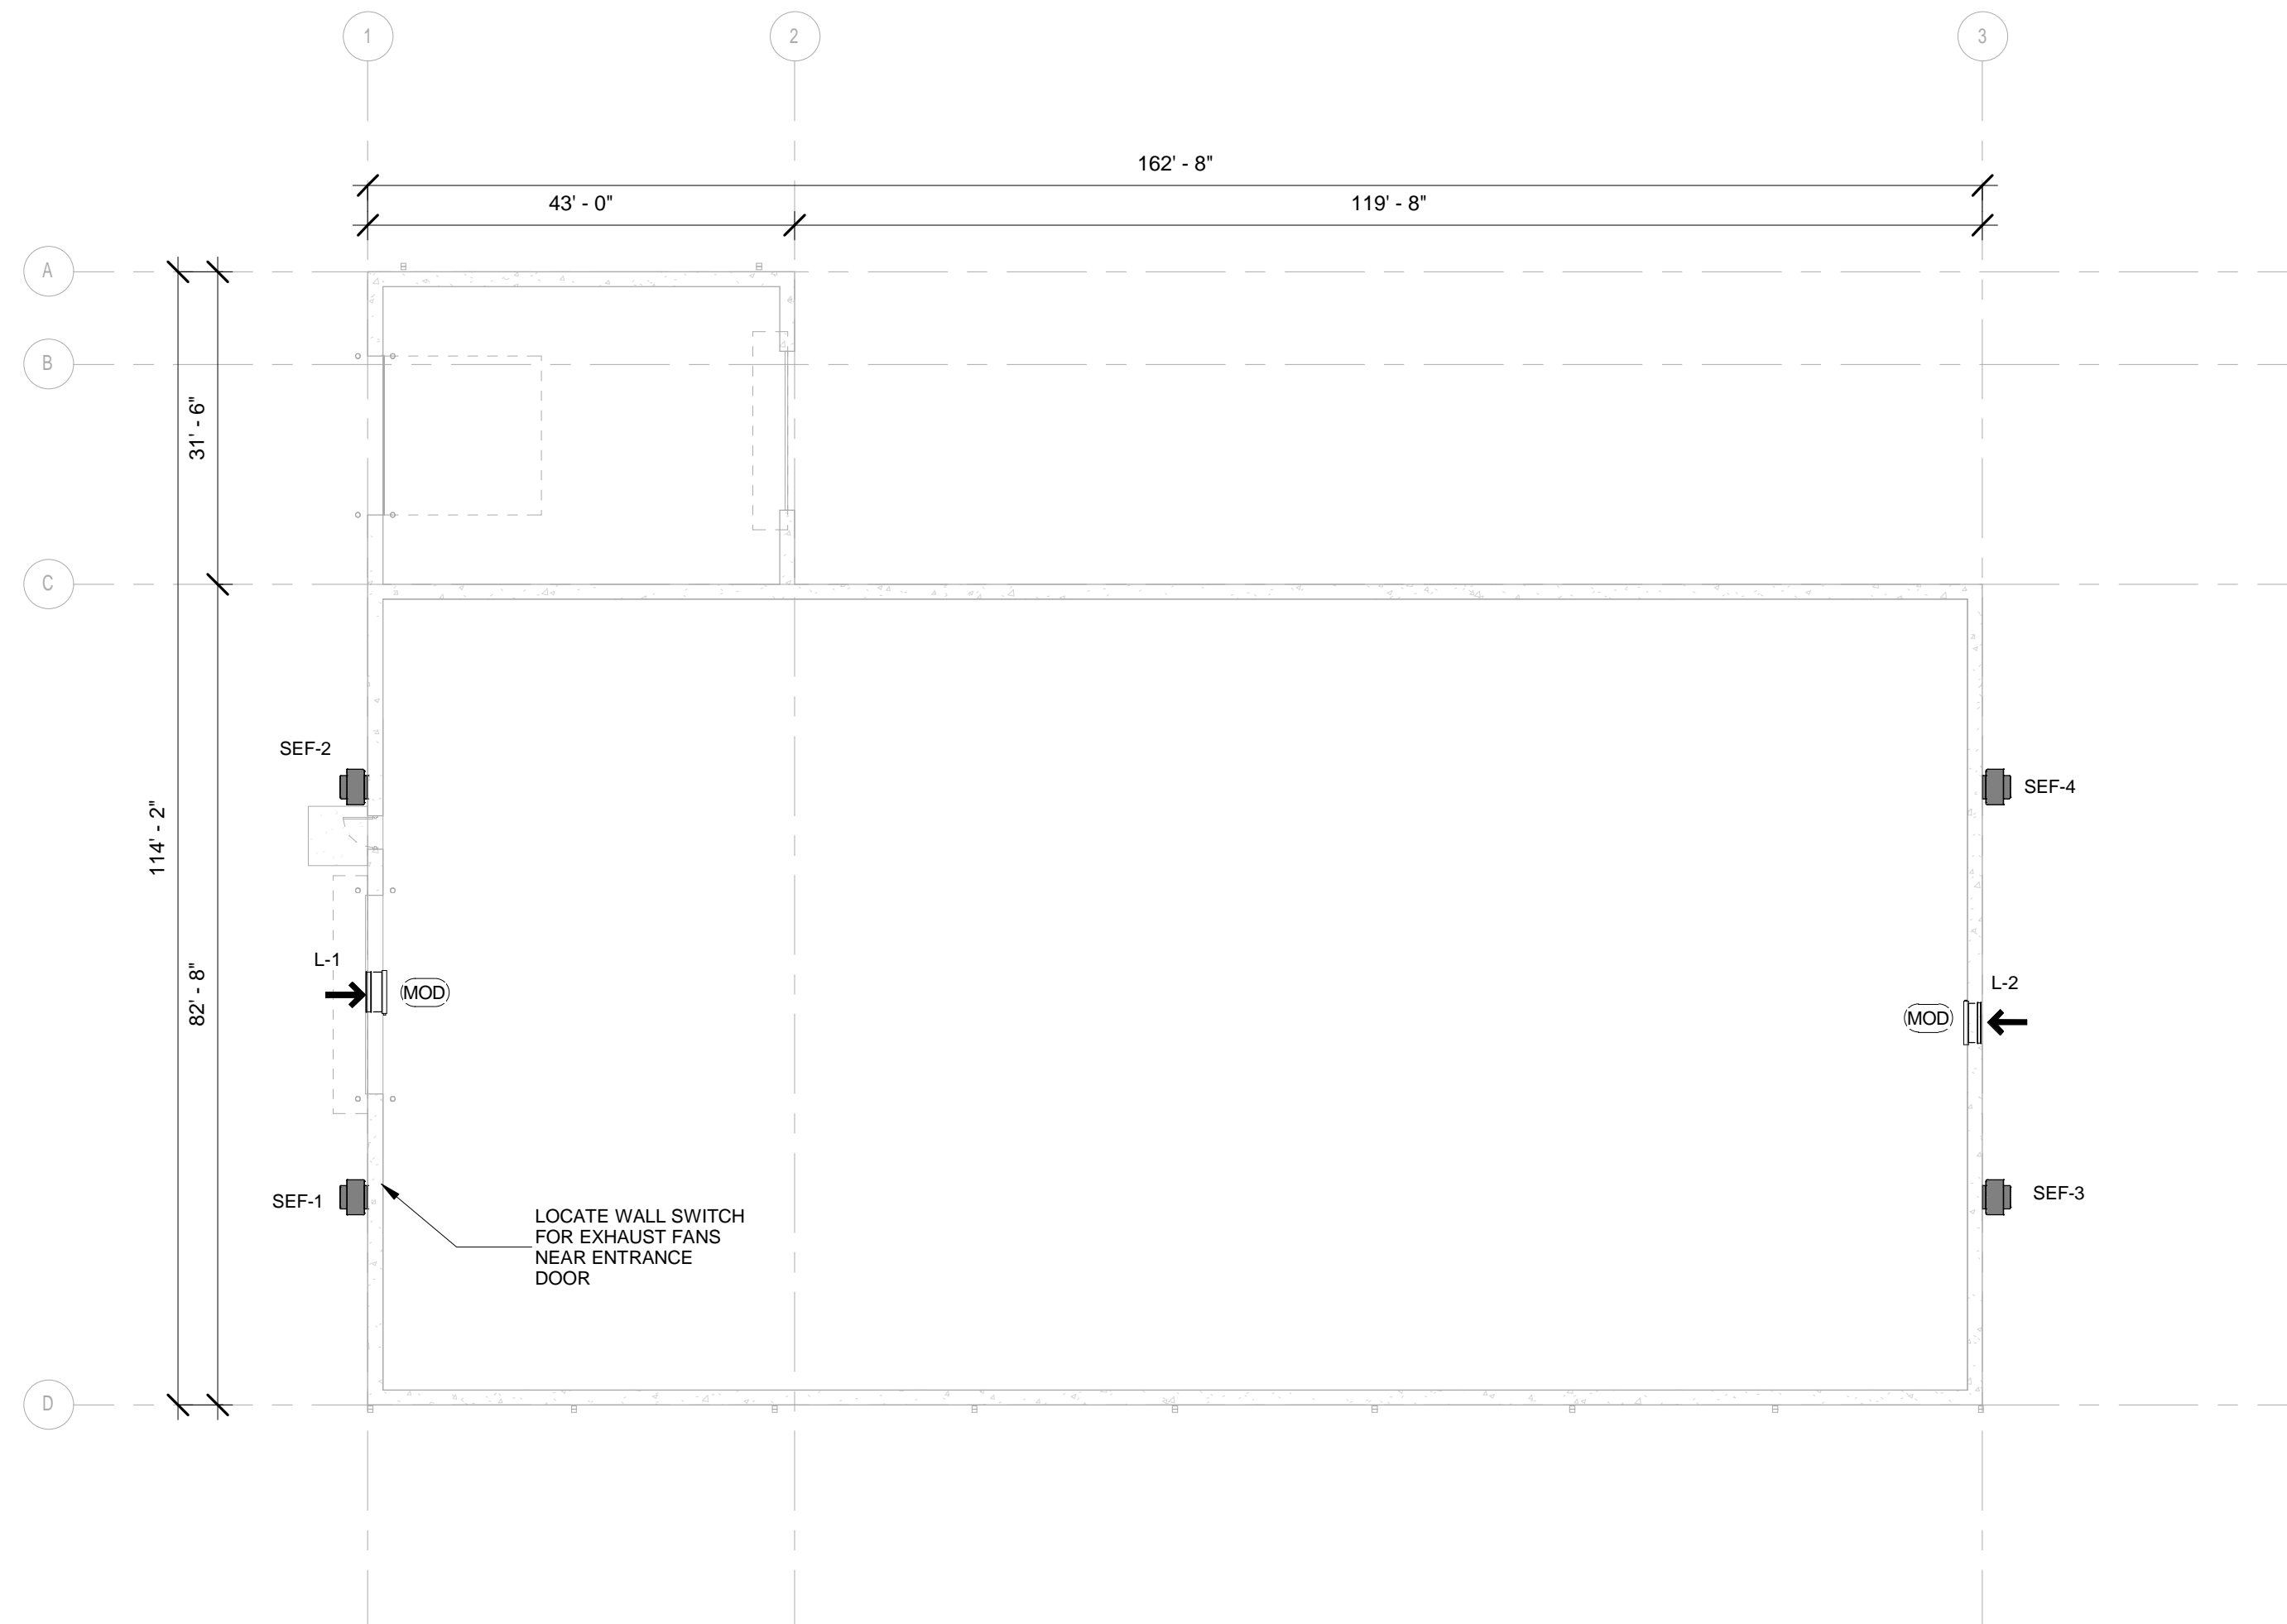 1
2
3
162' - 8"
43' - 0"
119' - 8"
A
B
31' - 6"
C
SEF-2
SEF-4
114' - 2"
L-1
82' - 8"
MOD
L-2
MOD
SEF-1
SEF-3
LOCATE WALL SWITCH
FOR EXHAUST FANS
NEAR ENTRANCE
DOOR
D